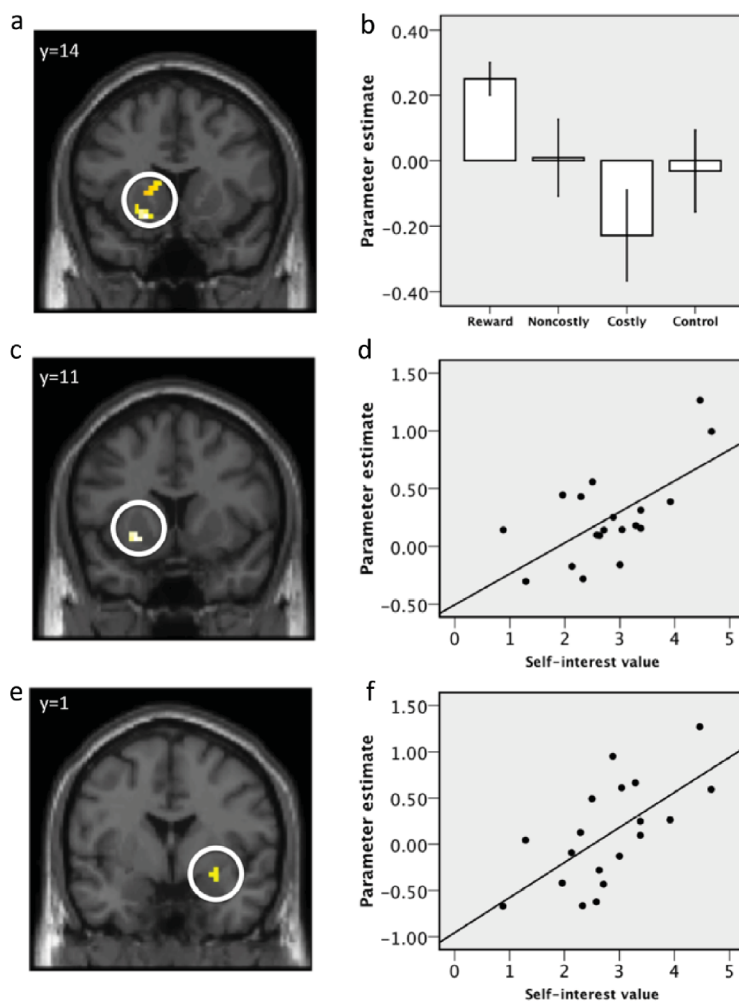 a
y=14
b
0.40
0.20
0.00
-0.20
-0.40
Parameter estimate
Reward Noncostly Costly Control
c
y=11
d
1.50
1.00
0.50
0.00
-0.50
Parameter estimate
0 1 2 3 4 5
Self-interest value
e
y=1
f
1.50
1.00
0.50
0.00
-0.50
-1.00
Parameter estimate
0 1 2 3 4 5
Self-interest value